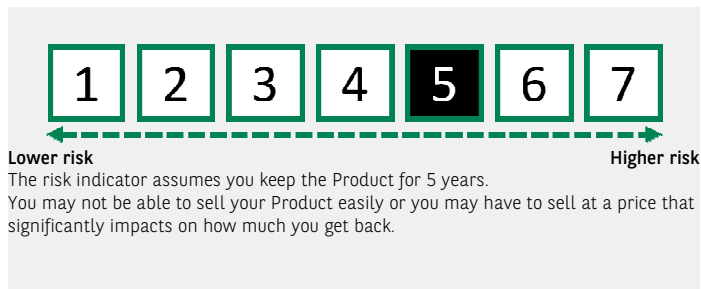 1 2 3 4 5 6 7
Lower risk Higher risk
The risk indicator assumes you keep the Product for 5 years.
You may not be able to sell your Product easily or you may have to sell at a price that
significantly impacts on how much you get back.